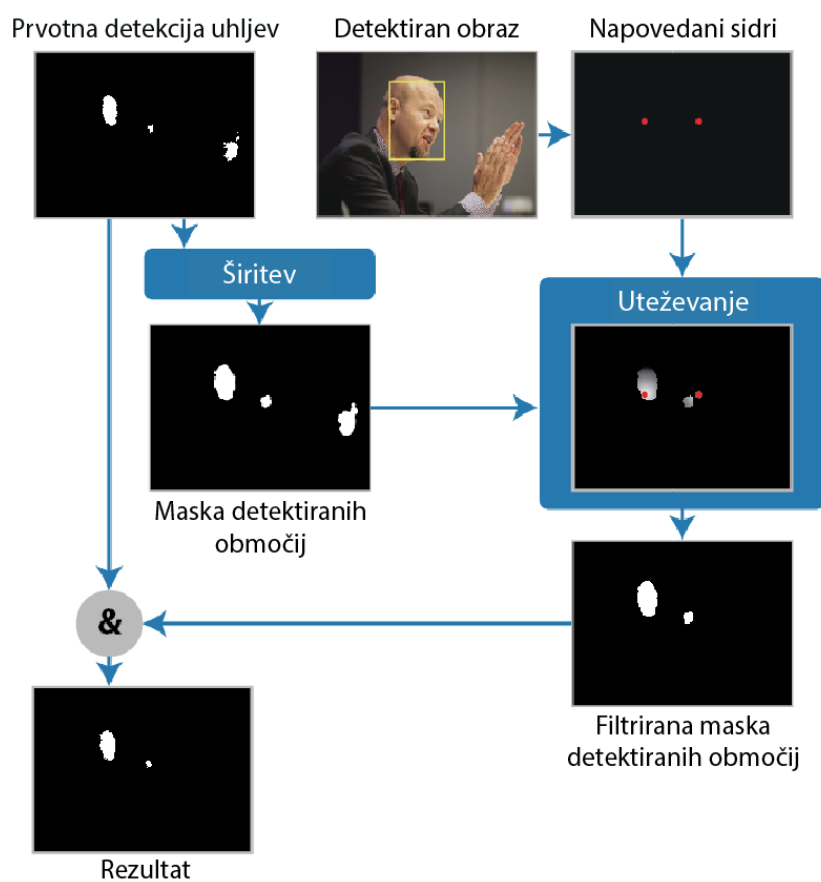 Prvotna detekcija uhljev
Detektiran obraz
Napovedani sidri
Širitev
Uteževanje
Maska detektiranih
območij
&
Filtrirana maska
detektiranih območij
Rezultat